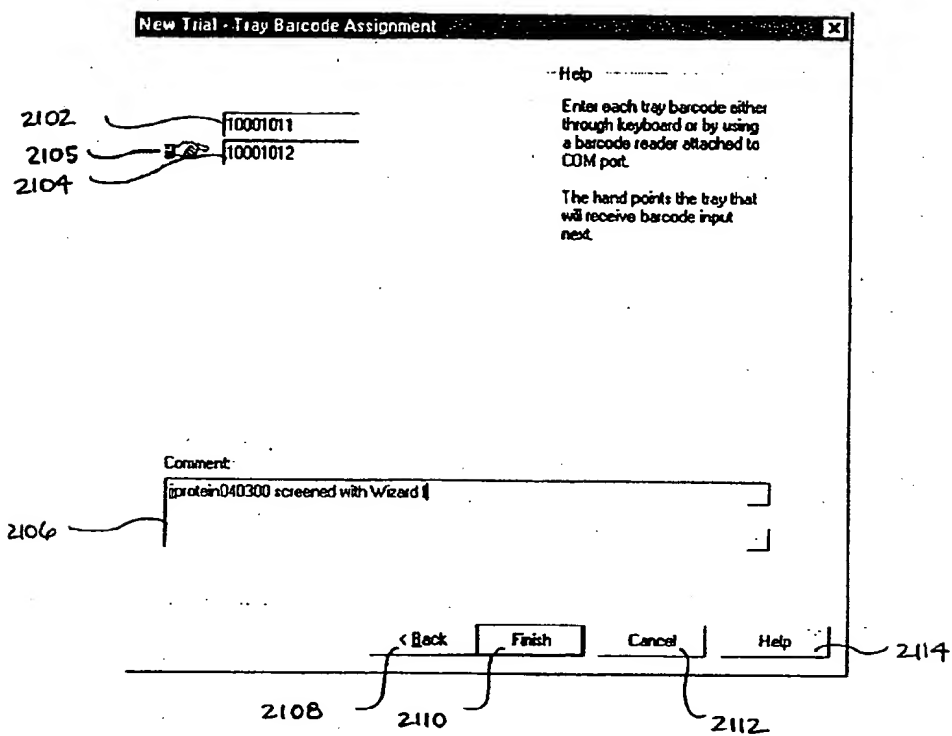 New Trial - Tray Barcode Assignment
Help
Enter each tray barcode either
through keyboard or by using
a barcode reader attached to
COM port.
The hand points the tray that
will receive barcode input
next.
2102
10001011
2105
10001012
2104
Comment:
jjprotein040300 screened with Wizard I
2106
< Back
Finish
Cancel
Help
2114
2108
2110
2112